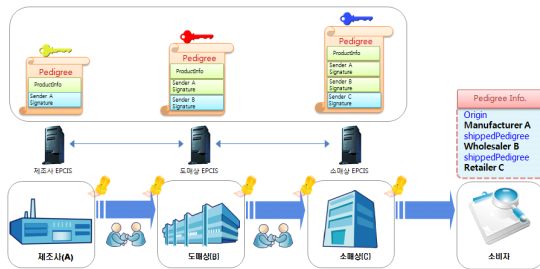 Pedigree
ProductInfo
Sender A
Signature
Pedigree
ProductInfo
Sender A
Signature
Sender B
Signature
Pedigree
ProductInfo
Sender A
Signature
Sender B
Signature
Sender C
Signature
제조사 EPCIS
도매상 EPCIS
소매상 EPCIS
Pedigree Info.
Origin
Manufacturer A
shippedPedigree
Wholesaler B
shippedPedigree
Retailer C
제조사(A)
도매상(B)
소매상(C)
소비자